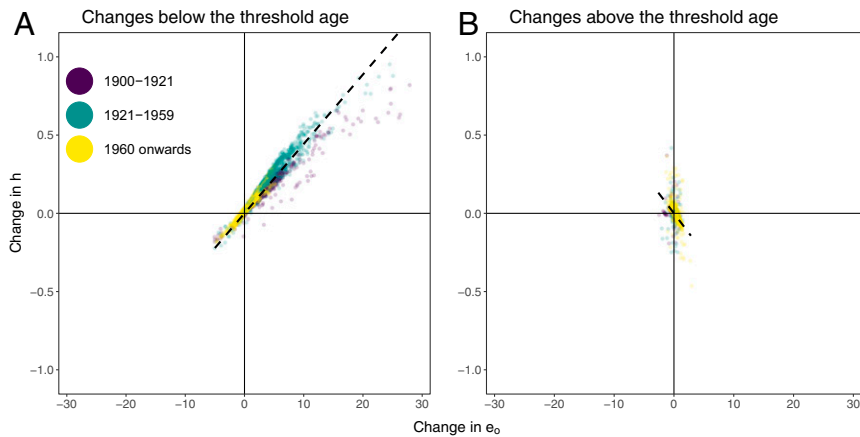 A
Changes below the threshold age
B
Changes above the threshold age
1900−1921
1921−1959
1960 onwards
Change in h
1.0
0.5
0.0
−0.5
−1.0
1.0
0.5
0.0
−0.5
−1.0
−30 −20 −10 0 10 20 30
−30 −20 −10 0 10 20 30
Change in e₀